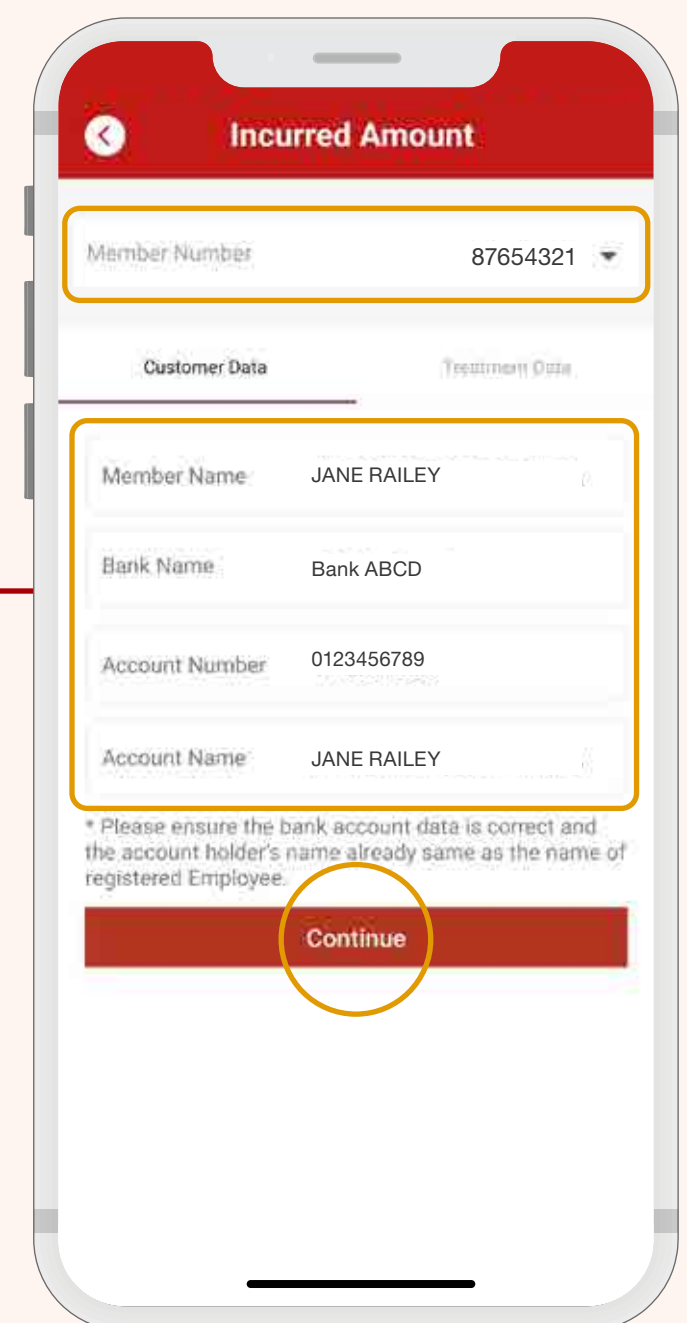 Incurred Amount
Member Number 87654321
Customer Data Treatment Data
Member Name JANE RAILEY
Bank Name Bank ABCD
Account Number 0123456789
Account Name JANE RAILEY
* Please ensure the bank account data is correct and
the account holder's name already same as the name of
registered Employee.
Continue